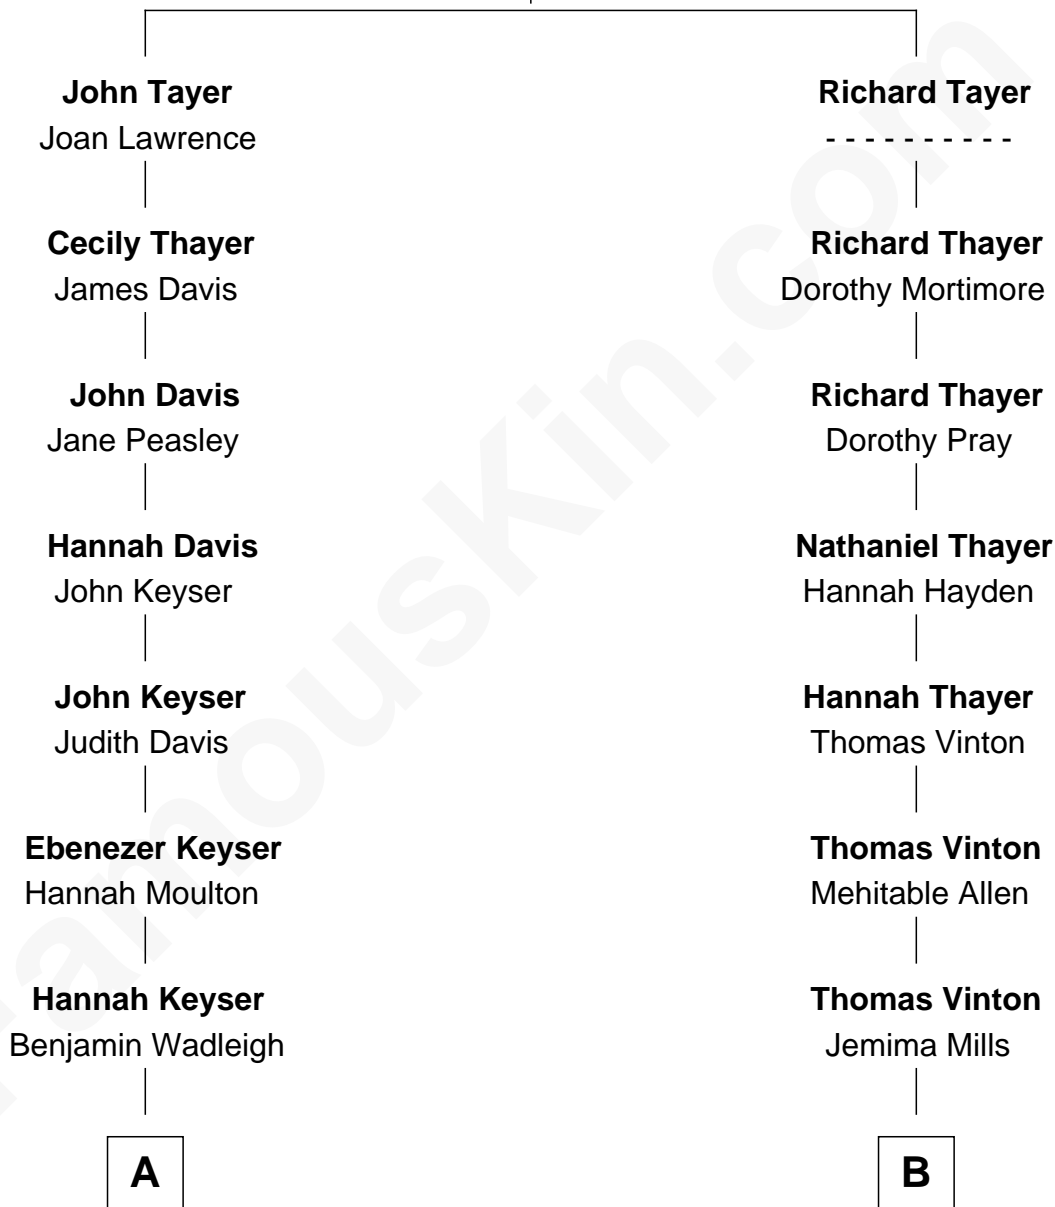 John Tayer
Joan Lawrence
Cecily Thayer
James Davis
John Davis
Jane Peasley
Hannah Davis
John Keyser
John Keyser
Judith Davis
Ebenezer Keyser
Hannah Moulton
Hannah Keyser
Benjamin Wadleigh
A
Richard Tayer
- - - - - - - - - -
Richard Thayer
Dorothy Mortimore
Richard Thayer
Dorothy Pray
Nathaniel Thayer
Hannah Hayden
Hannah Thayer
Thomas Vinton
Thomas Vinton
Mehitable Allen
Thomas Vinton
Jemima Mills
B
FamousKin.com